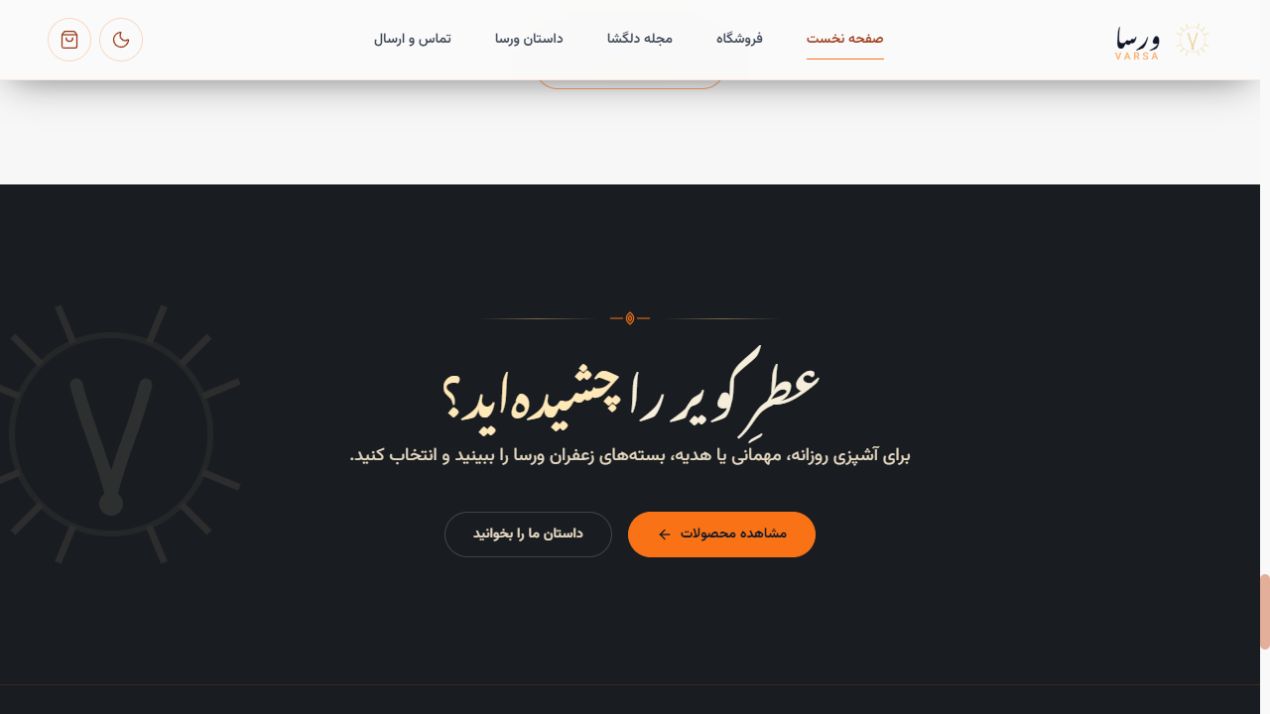 ورسا
VARSA
صفحه نخست
فروشگاه
مجله دلگشا
داستان ورسا
تماس و ارسال
عطرِ کویر را چشیده‌اید؟
برای آشپزی روزانه، مهمانی یا هدیه، بسته‌های زعفران ورسا را ببینید و انتخاب کنید.
مشاهده محصولات ←
داستان ما را بخوانید